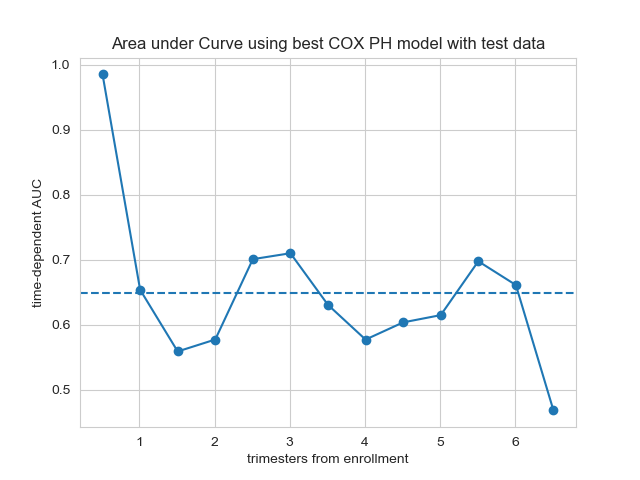 Area under Curve using best COX PH model with test data
time-dependent AUC
1.0
0.9
0.8
0.7
0.6
0.5
1 2 3 4 5 6
trimesters from enrollment